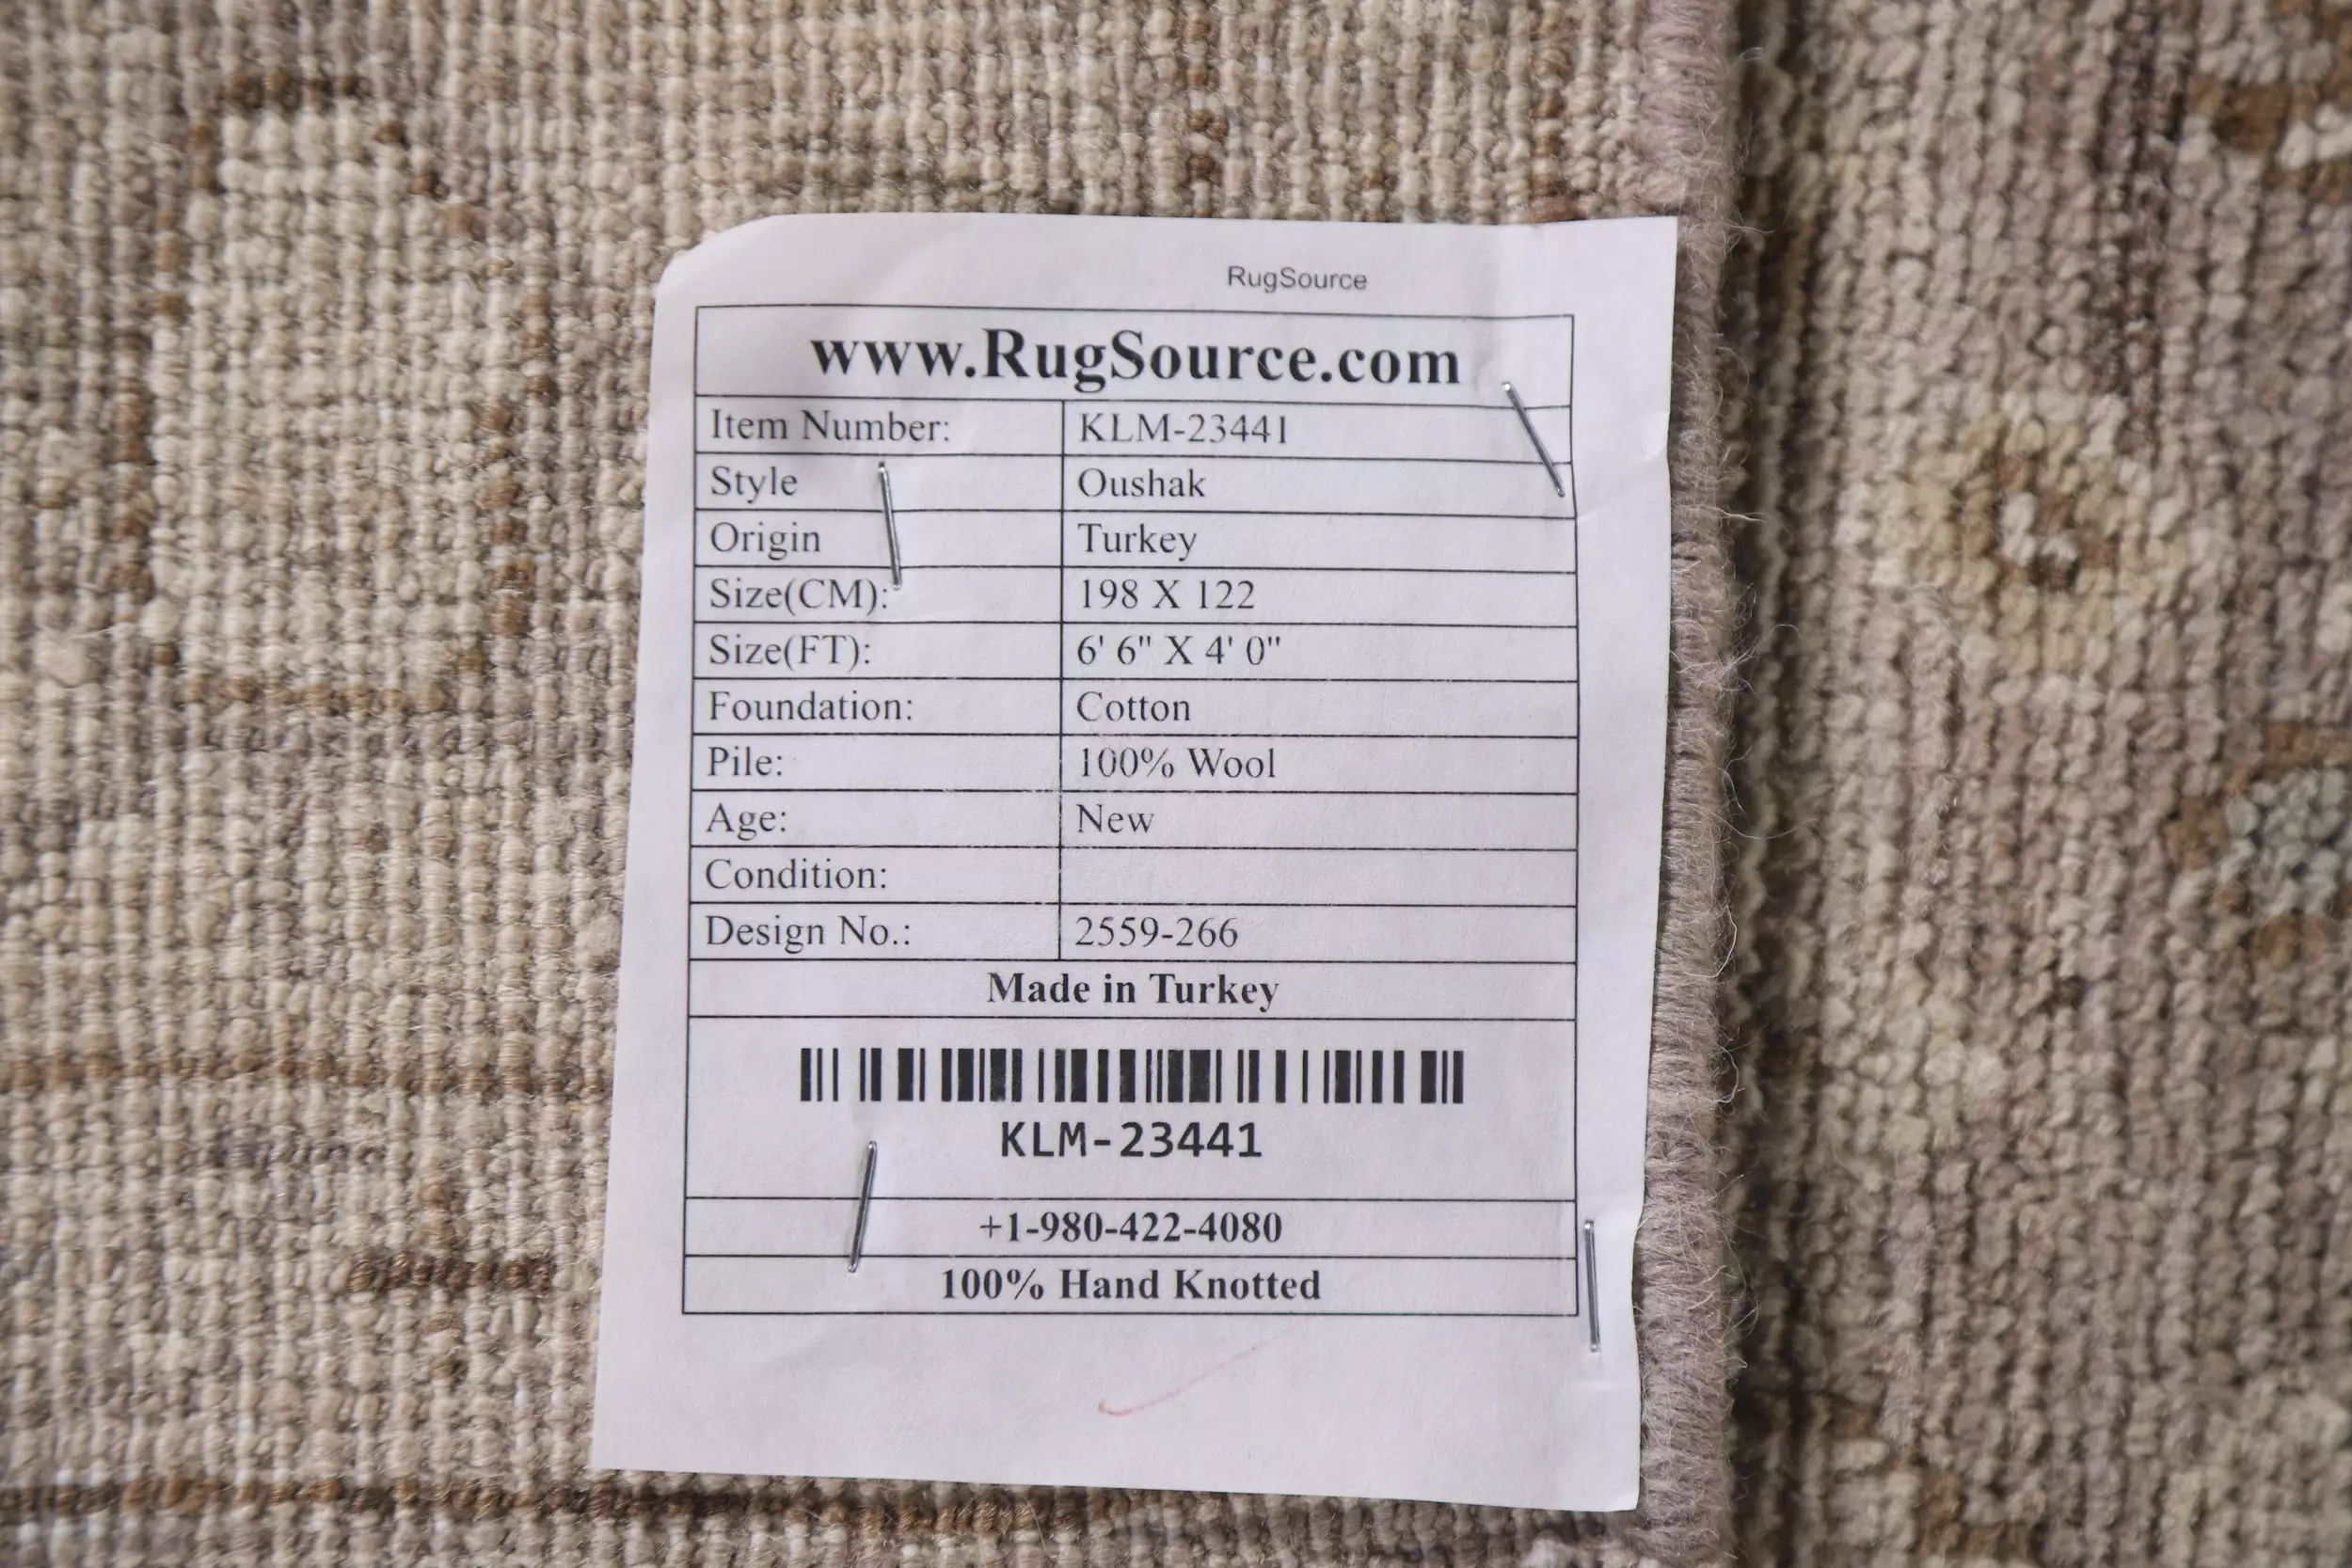 RugSource
www.RugSource.com
Item Number: KLM-23441
Style Oushak
Origin Turkey
Size(CM): 198 X 122
Size(FT): 6' 6" X 4' 0"
Foundation: Cotton
Pile: 100% Wool
Age: New
Condition:
Design No.: 2559-266
Made in Turkey
KLM-23441
+1-980-422-4080
100% Hand Knotted